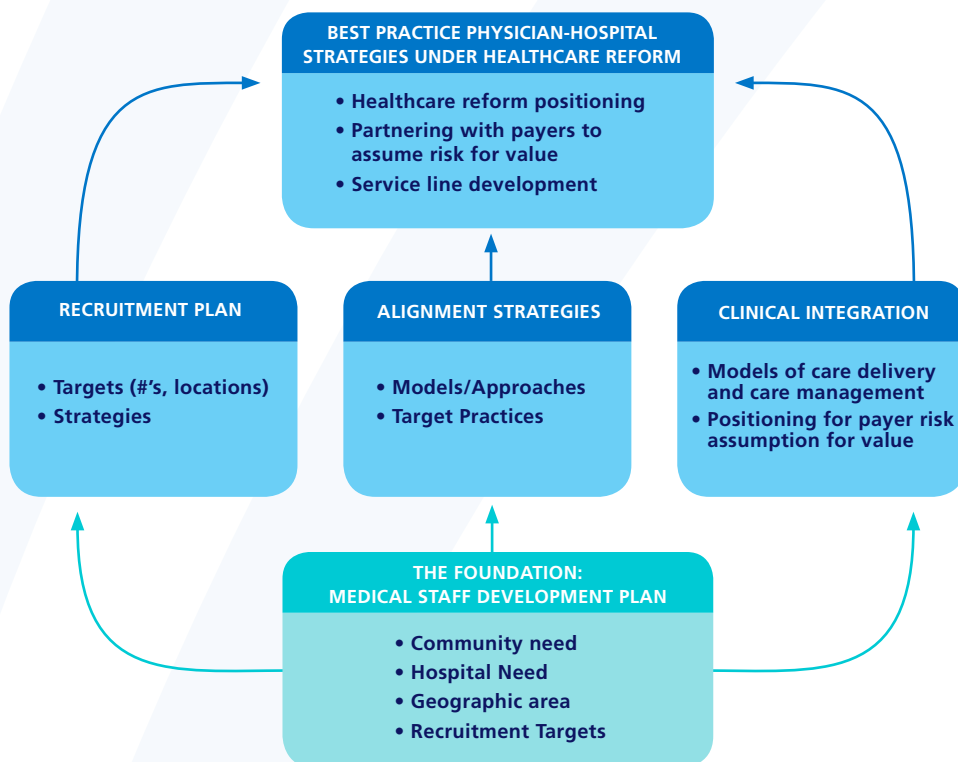 BEST PRACTICE PHYSICIAN-HOSPITAL
STRATEGIES UNDER HEALTHCARE REFORM
• Healthcare reform positioning
• Partnering with payers to
assume risk for value
• Service line development
RECRUITMENT PLAN
• Targets (#'s, locations)
• Strategies
ALIGNMENT STRATEGIES
• Models/Approaches
• Target Practices
CLINICAL INTEGRATION
• Models of care delivery
and care management
• Positioning for payer risk
assumption for value
THE FOUNDATION:
MEDICAL STAFF DEVELOPMENT PLAN
• Community need
• Hospital Need
• Geographic area
• Recruitment Targets